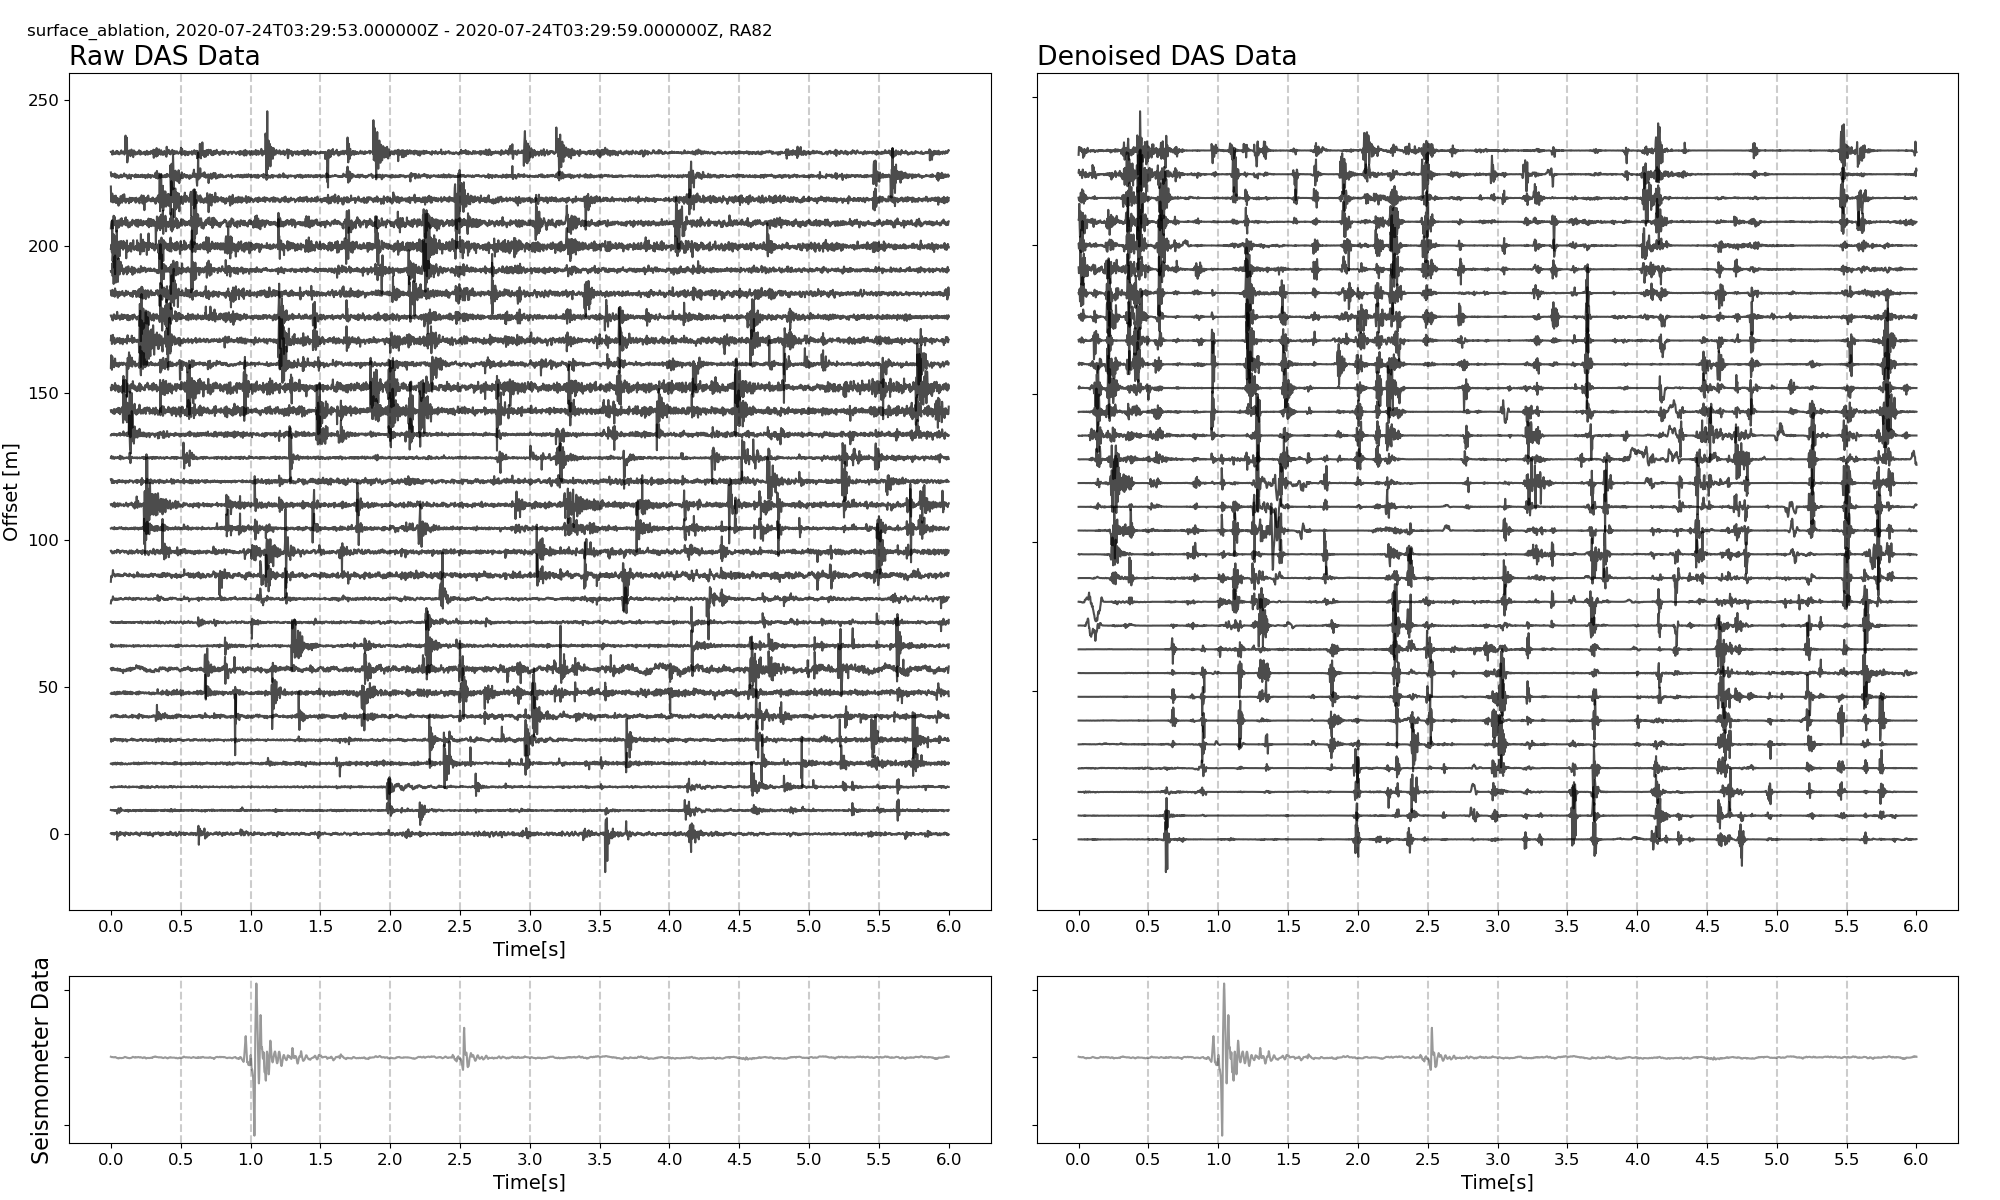 surface_ablation, 2020-07-24T03:29:53.000000Z - 2020-07-24T03:29:59.000000Z, RA82
Raw DAS Data
Denoised DAS Data
Offset [m]
250
200
150
100
50
0
0.0 0.5 1.0 1.5 2.0 2.5 3.0 3.5 4.0 4.5 5.0 5.5 6.0
Time[s]
0.0 0.5 1.0 1.5 2.0 2.5 3.0 3.5 4.0 4.5 5.0 5.5 6.0
Seismometer Data
0.0 0.5 1.0 1.5 2.0 2.5 3.0 3.5 4.0 4.5 5.0 5.5 6.0
Time[s]
0.0 0.5 1.0 1.5 2.0 2.5 3.0 3.5 4.0 4.5 5.0 5.5 6.0
Time[s]